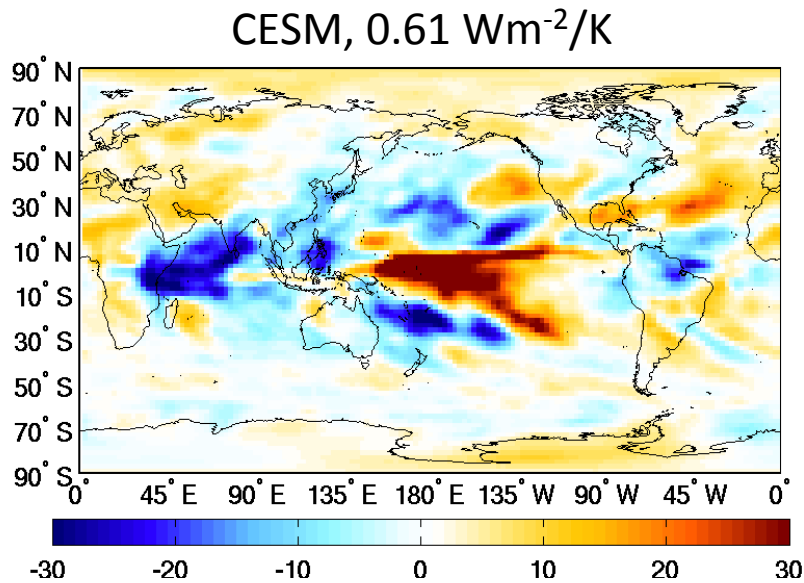 CESM, 0.61 Wm⁻²/K
90° N
70° N
50° N
30° N
10° N
10° S
30° S
50° S
70° S
90° S
0° 45° E 90° E 135° E 180° E 135° W 90° W 45° W 0°
-30 -20 -10 0 10 20 30